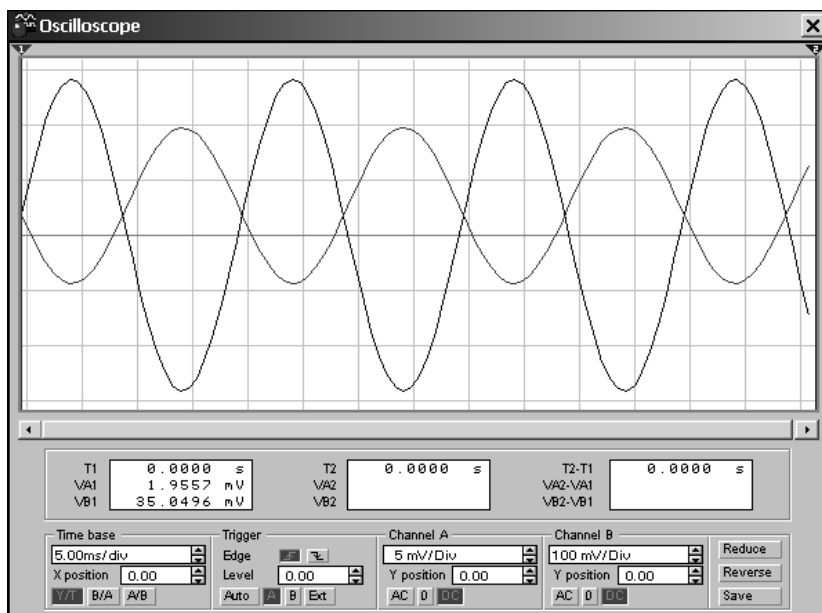 Oscilloscope
1 2
T1 0.0000 s T2 0.0000 s T2-T1 0.0000 s
VA1 1.9557 mV VA2 VA2-VA1
VB1 35.0496 mV VB2 VB2-VB1
Time base Trigger Channel A Channel B
5.00ms/div Edge 5 mV/Div 100 mV/Div Reduce
X position 0.00 Level 0.00 Y position 0.00 Y position 0.00 Reverse
Y/T B/A A/B Auto A B Ext AC 0 DC AC 0 DC Save